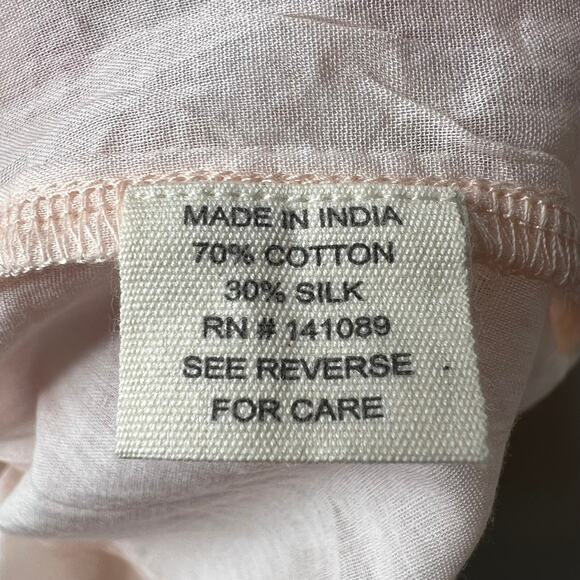 MADE IN INDIA
70% COTTON
30% SILK
RN # 141089
SEE REVERSE
FOR CARE